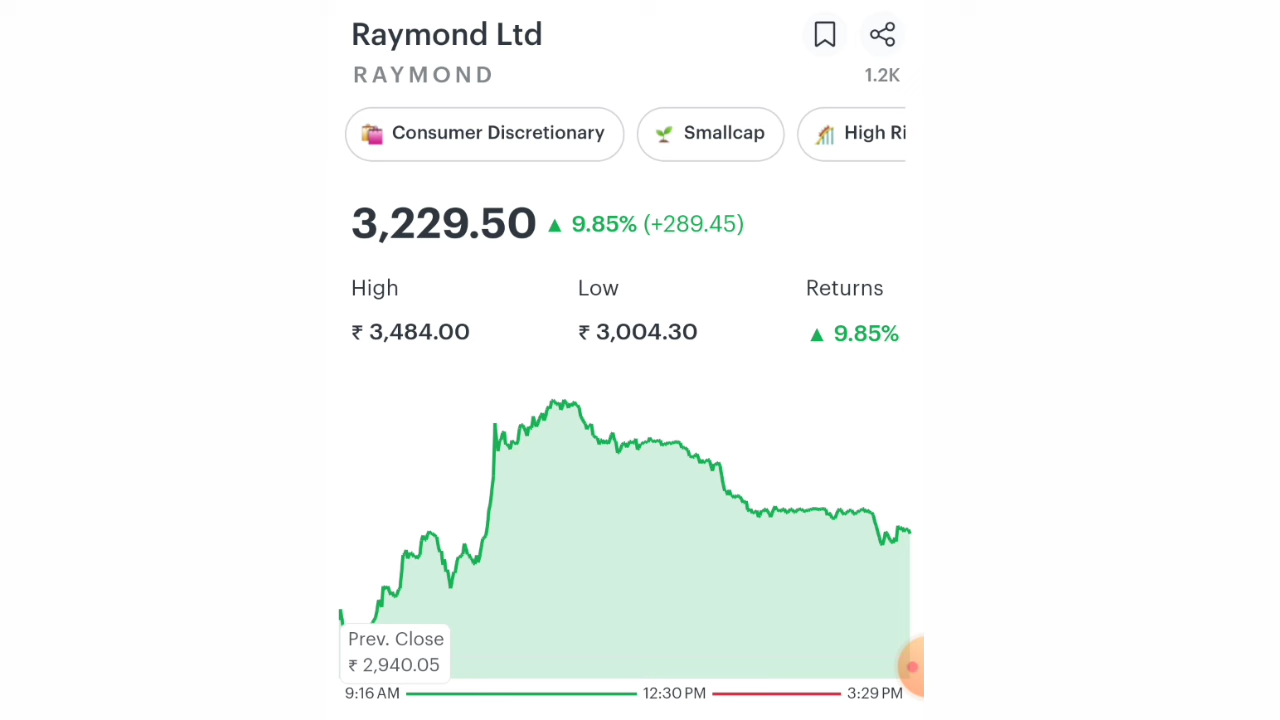 Raymond Ltd
RAYMOND
1.2K
Consumer Discretionary
Smallcap
High Ri
3,229.50 ▲ 9.85% (+289.45)
High Low Returns
₹ 3,484.00 ₹ 3,004.30 ▲ 9.85%
Prev. Close
₹ 2,940.05
9:16 AM 12:30 PM 3:29 PM